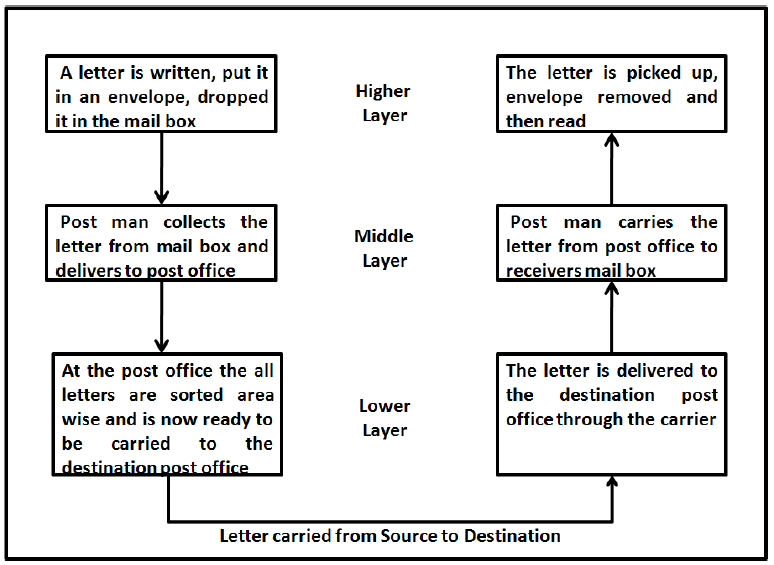 A letter is written, put it
in an envelope, dropped
it in the mail box
Higher
Layer
The letter is picked up,
envelope removed and
then read
Post man collects the
letter from mail box and
delivers to post office
Middle
Layer
Post man carries the
letter from post office to
receivers mail box
At the post office the all
letters are sorted area
wise and is now ready to
be carried to the
destination post office
Lower
Layer
The letter is delivered to
the destination post
office through the carrier
Letter carried from Source to Destination